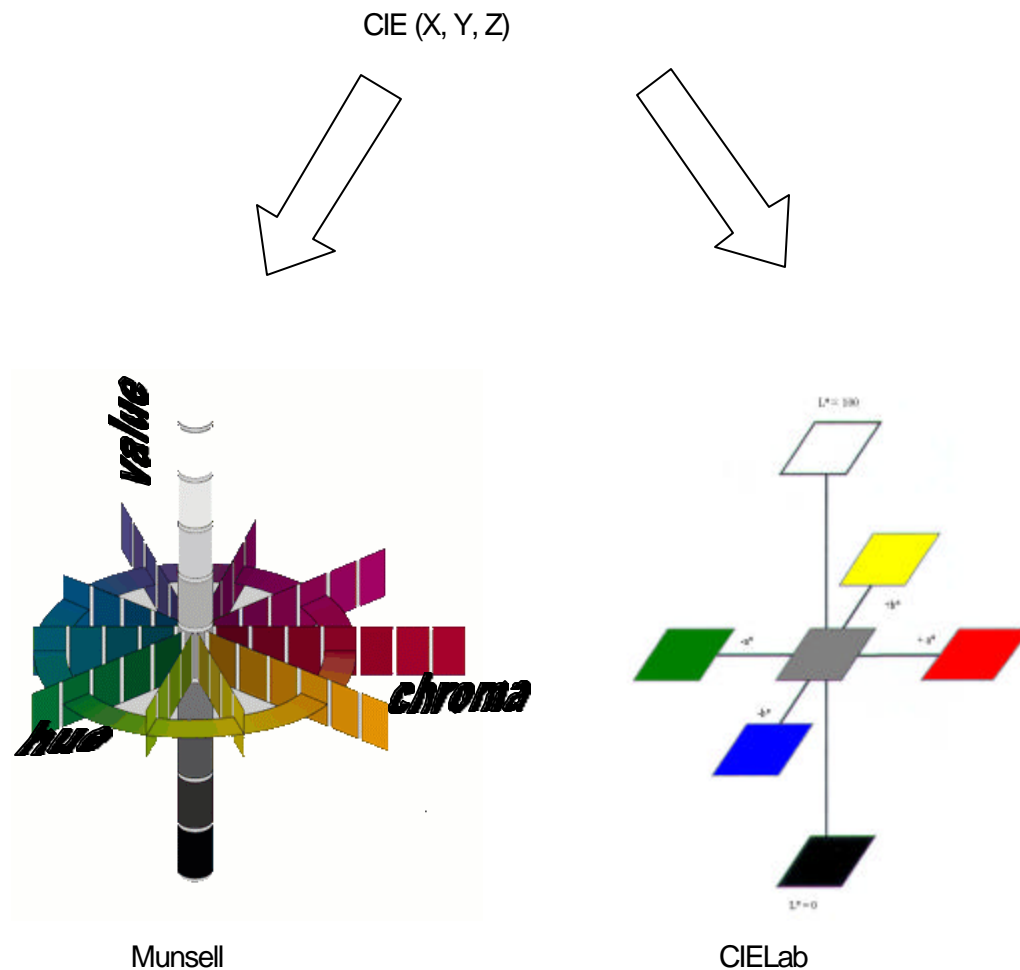 CIE (X, Y, Z)
value
chroma
hue
Munsell
L* = 100
+b*
-a*
+ a*
-b*
L* = 0
CIELab